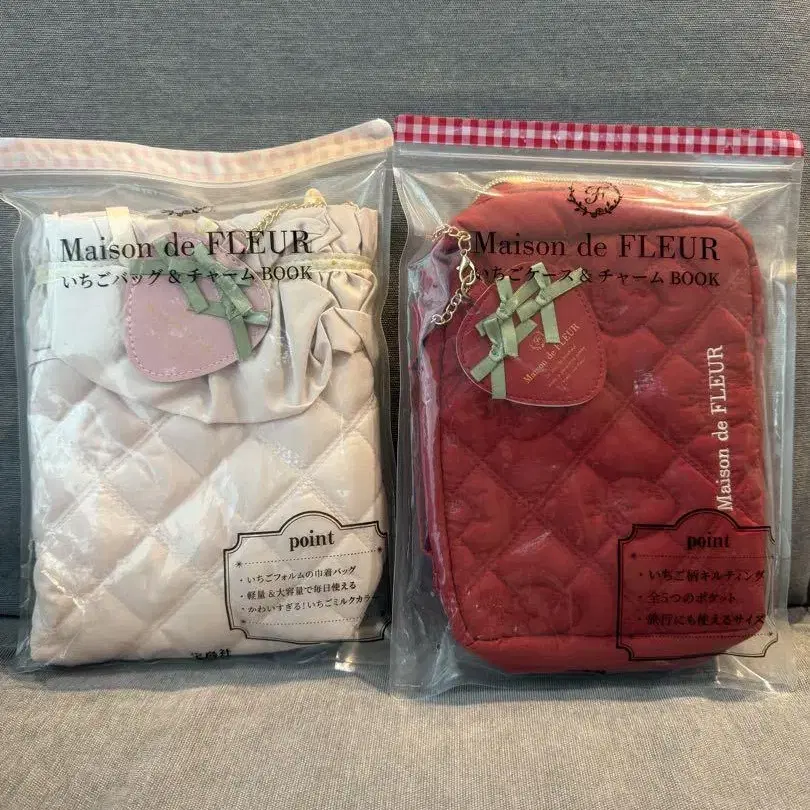 Maison de FLEUR
いちごバッグ & チャーム BOOK
point
・いちごフォルムの巾着バッグ
・軽量&大容量で毎日使える
・かわいすぎる!いちごミルクカラー
宝島社
F
Maison de FLEUR
いちごケース & チャーム BOOK
Maison de FLEUR
Maison de FLEUR
point
・いちご柄キルティング
・全5つのポケット
・旅行にも使えるサイズ